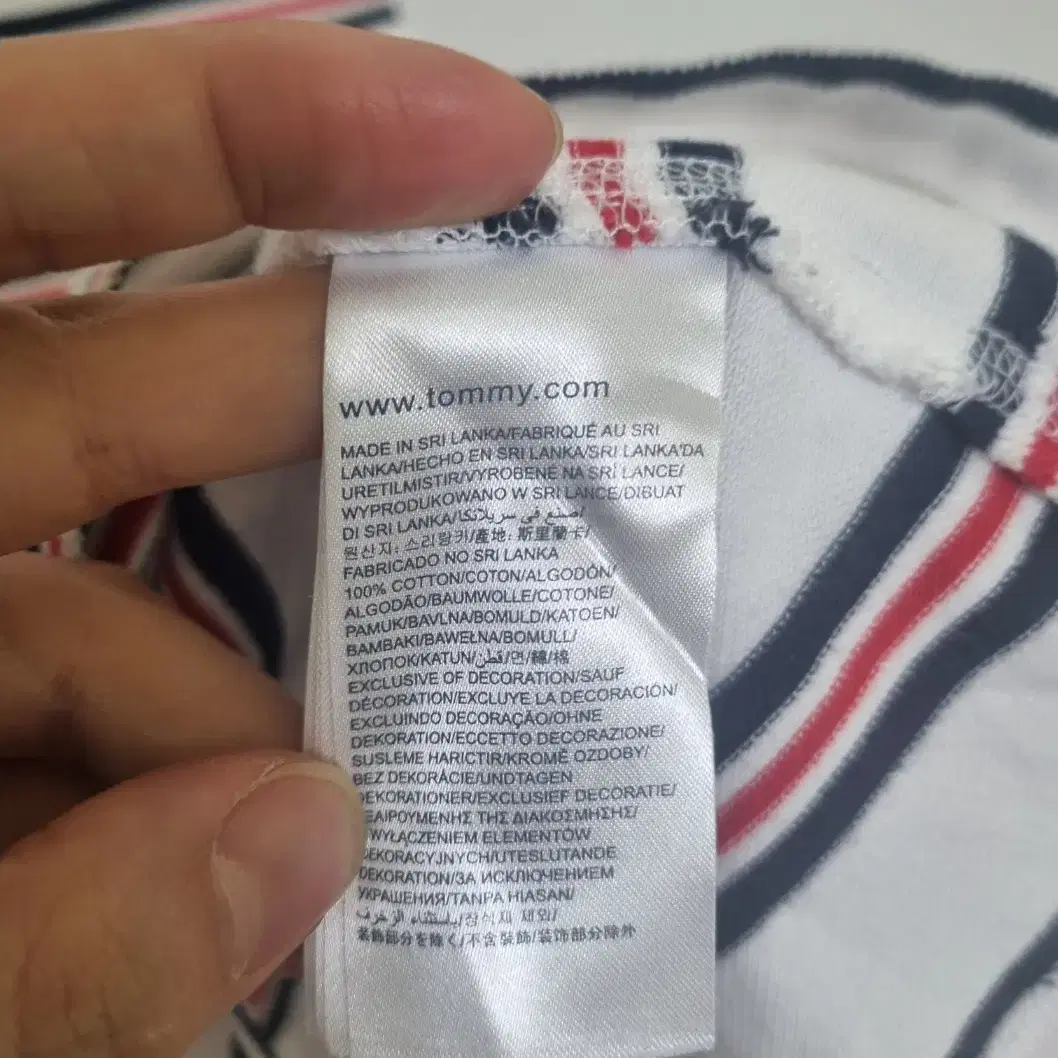 www.tommy.com
MADE IN SRI LANKA/FABRIQUÉ AU SRI
LANKA/HECHO EN SRI LANKA/SRI LANKA'DA
URETILMISTIR/VYROBENE NA SRÍ LANCE/
WYPRODUKOWANO W SRI LANCE/DIBUAT
DI SRI LANKA/صنع في سريلانكا/
원산지: 스리랑카/產地: 斯里蘭卡/
FABRICADO NO SRI LANKA
100% COTTON/COTON/ALGODÓN/
ALGODÃO/BAUMWOLLE/COTONE/
PAMUK/BAVLNA/BOMULD/KATOEN/
BAMBAKI/BAWEŁNA/BOMULL/
ХЛОПОК/KATUN/قطن/면/綿/棉
EXCLUSIVE OF DECORATION/SAUF
DÉCORATION/EXCLUYE LA DECORACIÓN/
EXCLUINDO DECORAÇÃO/OHNE
DEKORATION/ECCETTO DECORAZIONE/
SUSLEME HARICTIR/KROMĚ OZDOBY/
BEZ DEKORÁCIE/UNDTAGEN
DEKORATIONER/EXCLUSIEF DECORATIE/
ΕΞΑΙΡΟΥΜΕΝΗΣ ΤΗΣ ΔΙΑΚΟΣΜΗΣΗΣ/
WYŁĄCZENIEM ELEMENTÓW
DEKORACYJNYCH/UTESLUTANDE
DEKORATION/ЗА ИСКЛЮЧЕНИЕМ
УКРАШЕНИЯ/TANPA HIASAN/
باستثناء الزخرف/장식재 제외/
装飾部分を除く/不含裝飾/装饰部分除外